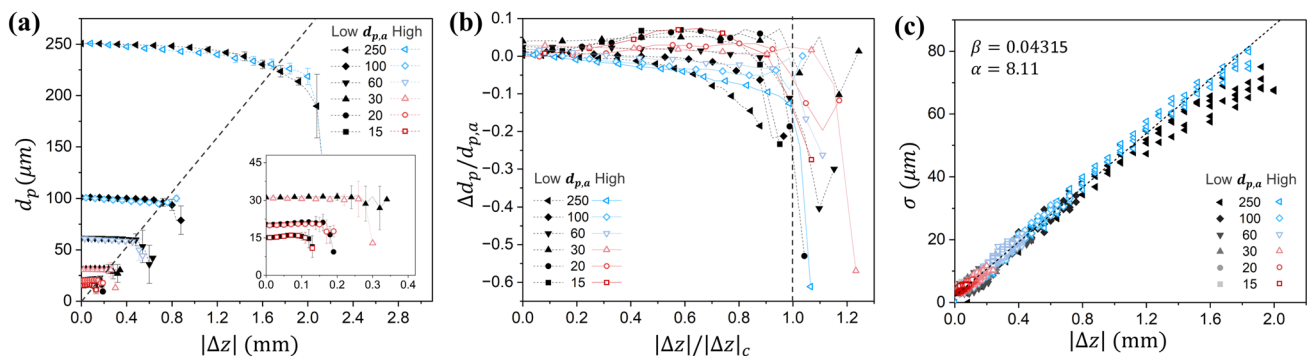 (a)
250
200
150
100
50
0
d_p (μm)
0.0 0.4 0.8 1.2 1.6 2.0 2.4 2.8
|Δz| (mm)
Low d_{p,a} High
250
100
60
30
20
15
45
30
15
0
0.0 0.1 0.2 0.3 0.4
(b)
0.1
0.0
-0.1
-0.2
-0.3
-0.4
-0.5
-0.6
Δd_p/d_{p,a}
0.0 0.2 0.4 0.6 0.8 1.0 1.2
|Δz|/|Δz|_c
Low d_{p,a} High
250
100
60
30
20
15
(c)
β = 0.04315
α = 8.11
80
60
40
20
0
σ (μm)
0.0 0.4 0.8 1.2 1.6 2.0
|Δz| (mm)
Low d_{p,a} High
250
100
60
30
20
15